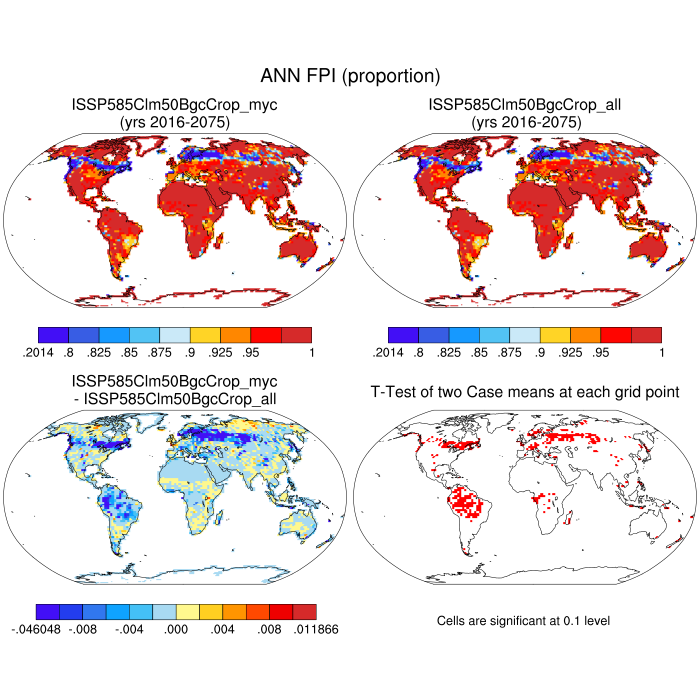 ANN FPI (proportion)
ISSP585Clm50BgcCrop_myc
(yrs 2016-2075)
ISSP585Clm50BgcCrop_all
(yrs 2016-2075)
.2014 .8 .825 .85 .875 .9 .925 .95 1
.2014 .8 .825 .85 .875 .9 .925 .95 1
ISSP585Clm50BgcCrop_myc
- ISSP585Clm50BgcCrop_all
T-Test of two Case means at each grid point
-.046048 -.008 -.004 .000 .004 .008 .011866
Cells are significant at 0.1 level